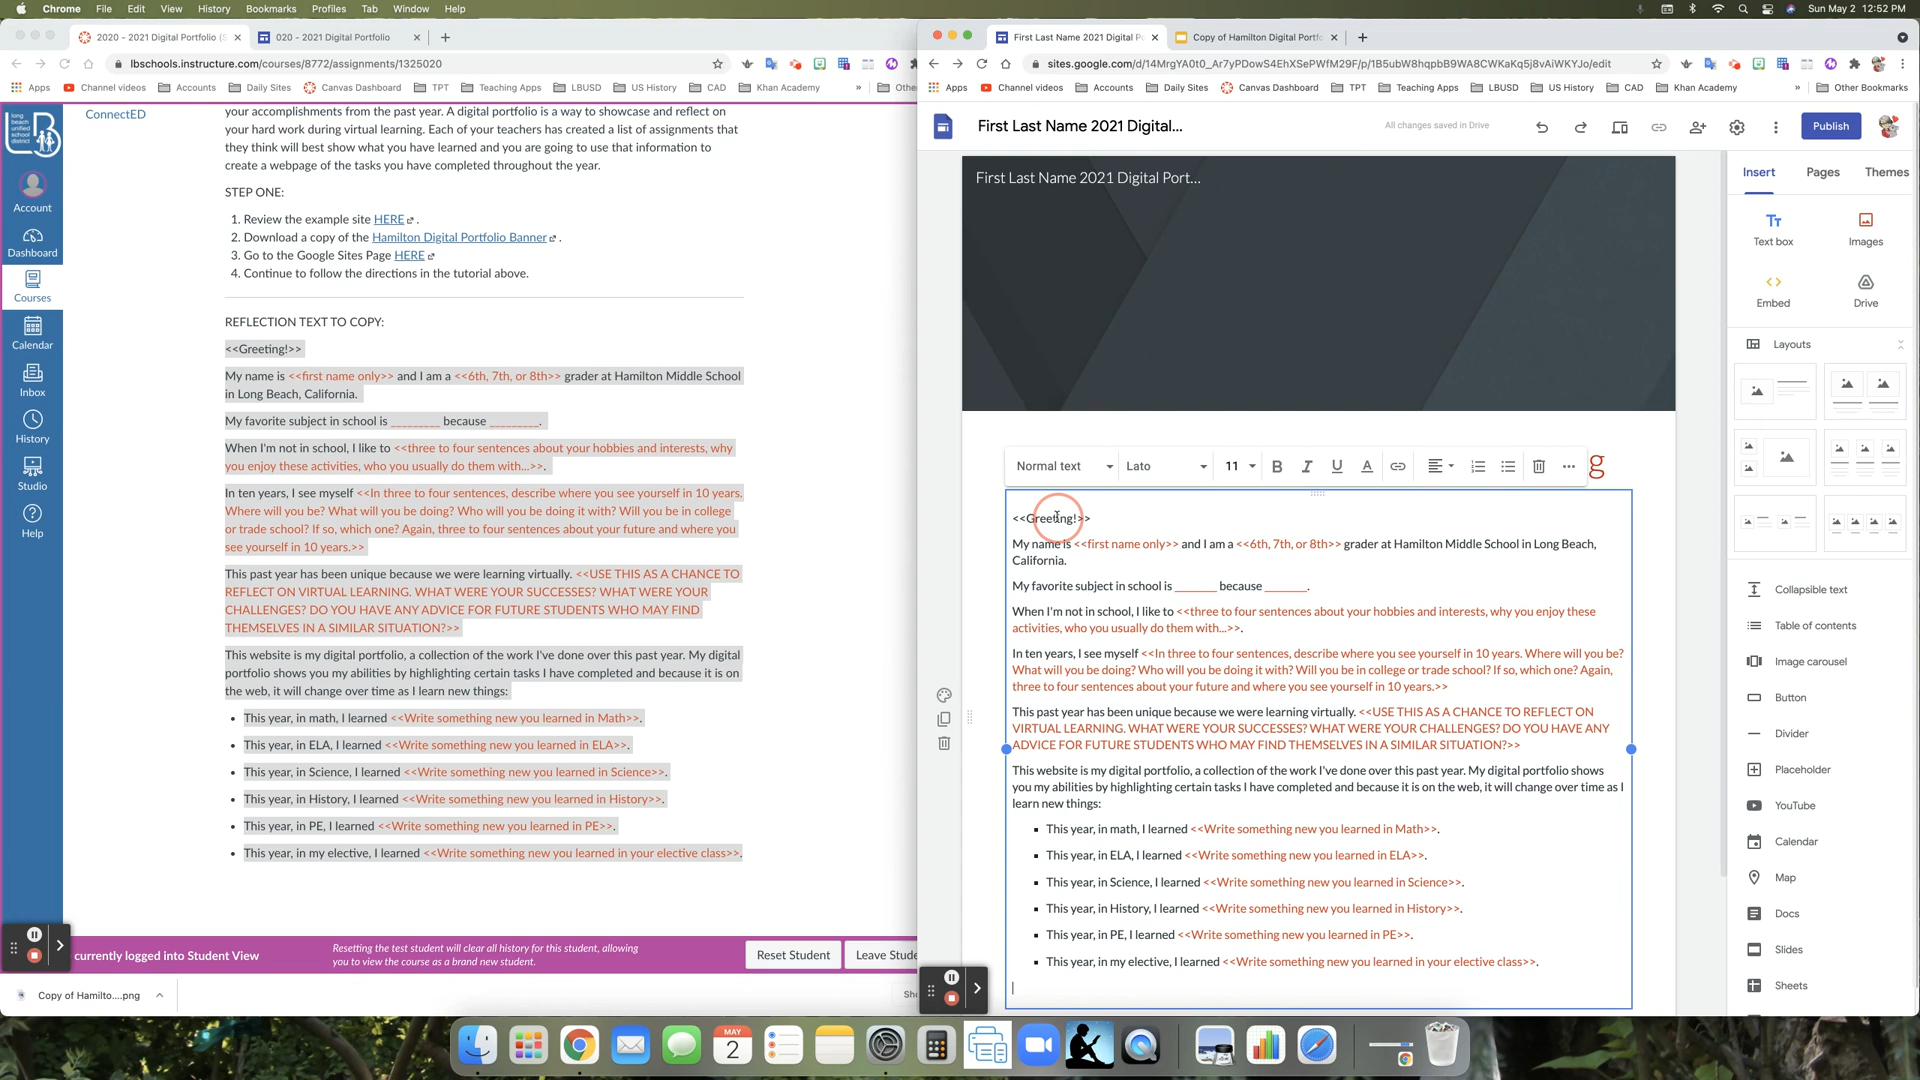 Chrome File Edit View History Bookmarks Profiles Tab Window Help
Sun May 2 12:52 PM
2020 - 2021 Digital Portfolio (S
020 - 2021 Digital Portfolio
lbschools.instructure.com/courses/8772/assignments/1325020
Apps Channel videos Accounts Daily Sites Canvas Dashboard TPT Teaching Apps LBUSD US History CAD Khan Academy » Othe
long beach unified school district
Account
Dashboard
Courses
Calendar
Inbox
History
Studio
Help
ConnectED
your accomplishments from the past year. A digital portfolio is a way to showcase and reflect on
your hard work during virtual learning. Each of your teachers has created a list of assignments that
they think will best show what you have learned and you are going to use that information to
create a webpage of the tasks you have completed throughout the year.
STEP ONE:
1. Review the example site HERE .
2. Download a copy of the Hamilton Digital Portfolio Banner .
3. Go to the Google Sites Page HERE
4. Continue to follow the directions in the tutorial above.
REFLECTION TEXT TO COPY:
<<Greeting!>>
My name is <<first name only>> and I am a <<6th, 7th, or 8th>> grader at Hamilton Middle School
in Long Beach, California.
My favorite subject in school is _________ because _________.
When I'm not in school, I like to <<three to four sentences about your hobbies and interests, why
you enjoy these activities, who you usually do them with...>>.
In ten years, I see myself <<In three to four sentences, describe where you see yourself in 10 years.
Where will you be? What will you be doing? Who will you be doing it with? Will you be in college
or trade school? If so, which one? Again, three to four sentences about your future and where you
see yourself in 10 years.>>
This past year has been unique because we were learning virtually. <<USE THIS AS A CHANCE TO
REFLECT ON VIRTUAL LEARNING. WHAT WERE YOUR SUCCESSES? WHAT WERE YOUR
CHALLENGES? DO YOU HAVE ANY ADVICE FOR FUTURE STUDENTS WHO MAY FIND
THEMSELVES IN A SIMILAR SITUATION?>>
This website is my digital portfolio, a collection of the work I've done over this past year. My digital
portfolio shows you my abilities by highlighting certain tasks I have completed and because it is on
the web, it will change over time as I learn new things:
• This year, in math, I learned <<Write something new you learned in Math>>.
• This year, in ELA, I learned <<Write something new you learned in ELA>>.
• This year, in Science, I learned <<Write something new you learned in Science>>.
• This year, in History, I learned <<Write something new you learned in History>>.
• This year, in PE, I learned <<Write something new you learned in PE>>.
• This year, in my elective, I learned <<Write something new you learned in your elective class>>.
currently logged into Student View
Resetting the test student will clear all history for this student, allowing
you to view the course as a brand new student.
Reset Student
Leave Stude
Copy of Hamilto....png
Sho
First Last Name 2021 Digital Po
Copy of Hamilton Digital Portfo
sites.google.com/d/14MrgYA0t0_Ar7yPDowS4EhXSePWfM29F/p/1B5ubW8hqpbB9WA8CWKaKq5j8vAiWKYJo/edit
Apps Channel videos Accounts Daily Sites Canvas Dashboard TPT Teaching Apps LBUSD US History CAD Khan Academy » Other Bookmarks
First Last Name 2021 Digital...
All changes saved in Drive
Publish
First Last Name 2021 Digital Port...
Normal text Lato 11 B I U A
g
<<Greeting!>>
My name is <<first name only>> and I am a <<6th, 7th, or 8th>> grader at Hamilton Middle School in Long Beach,
California.
My favorite subject in school is _______ because _______.
When I'm not in school, I like to <<three to four sentences about your hobbies and interests, why you enjoy these
activities, who you usually do them with...>>.
In ten years, I see myself <<In three to four sentences, describe where you see yourself in 10 years. Where will you be?
What will you be doing? Who will you be doing it with? Will you be in college or trade school? If so, which one? Again,
three to four sentences about your future and where you see yourself in 10 years.>>
This past year has been unique because we were learning virtually. <<USE THIS AS A CHANCE TO REFLECT ON
VIRTUAL LEARNING. WHAT WERE YOUR SUCCESSES? WHAT WERE YOUR CHALLENGES? DO YOU HAVE ANY
ADVICE FOR FUTURE STUDENTS WHO MAY FIND THEMSELVES IN A SIMILAR SITUATION?>>
This website is my digital portfolio, a collection of the work I've done over this past year. My digital portfolio shows
you my abilities by highlighting certain tasks I have completed and because it is on the web, it will change over time as I
learn new things:
▪ This year, in math, I learned <<Write something new you learned in Math>>.
▪ This year, in ELA, I learned <<Write something new you learned in ELA>>.
▪ This year, in Science, I learned <<Write something new you learned in Science>>.
▪ This year, in History, I learned <<Write something new you learned in History>>.
▪ This year, in PE, I learned <<Write something new you learned in PE>>.
▪ This year, in my elective, I learned <<Write something new you learned in your elective class>>.
Insert Pages Themes
Text box Images
Embed Drive
Layouts
Collapsible text
Table of contents
Image carousel
Button
Divider
Placeholder
YouTube
Calendar
Map
Docs
Slides
Sheets
MAY
2